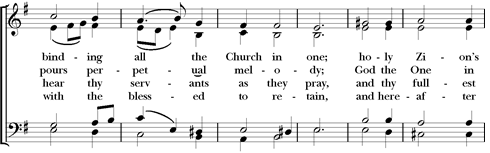 bind - ing all the Church in one; ho - ly Zi - on's
pours per - pet - ual mel - o - dy; God the One in
hear thy serv - ants as they pray, and thy full - est
with the bless - ed to re - tain, and here - af - ter